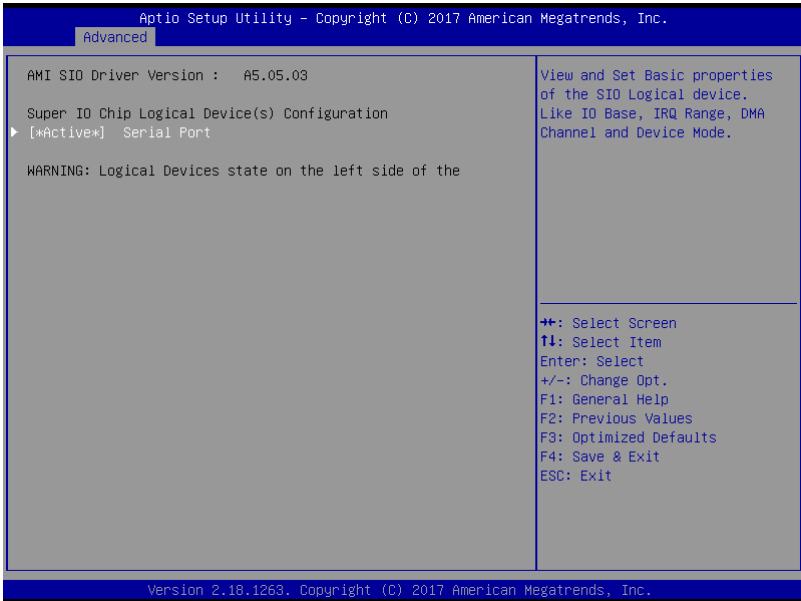 Aptio Setup Utility – Copyright (C) 2017 American Megatrends, Inc.
Advanced
AMI SIO Driver Version :   A5.05.03
Super IO Chip Logical Device(s) Configuration
[*Active*]  Serial Port
WARNING: Logical Devices state on the left side of the
View and Set Basic properties
of the SIO Logical device.
Like IO Base, IRQ Range, DMA
Channel and Device Mode.
→←: Select Screen
↑↓: Select Item
Enter: Select
+/-: Change Opt.
F1: General Help
F2: Previous Values
F3: Optimized Defaults
F4: Save & Exit
ESC: Exit
Version 2.18.1263. Copyright (C) 2017 American Megatrends, Inc.